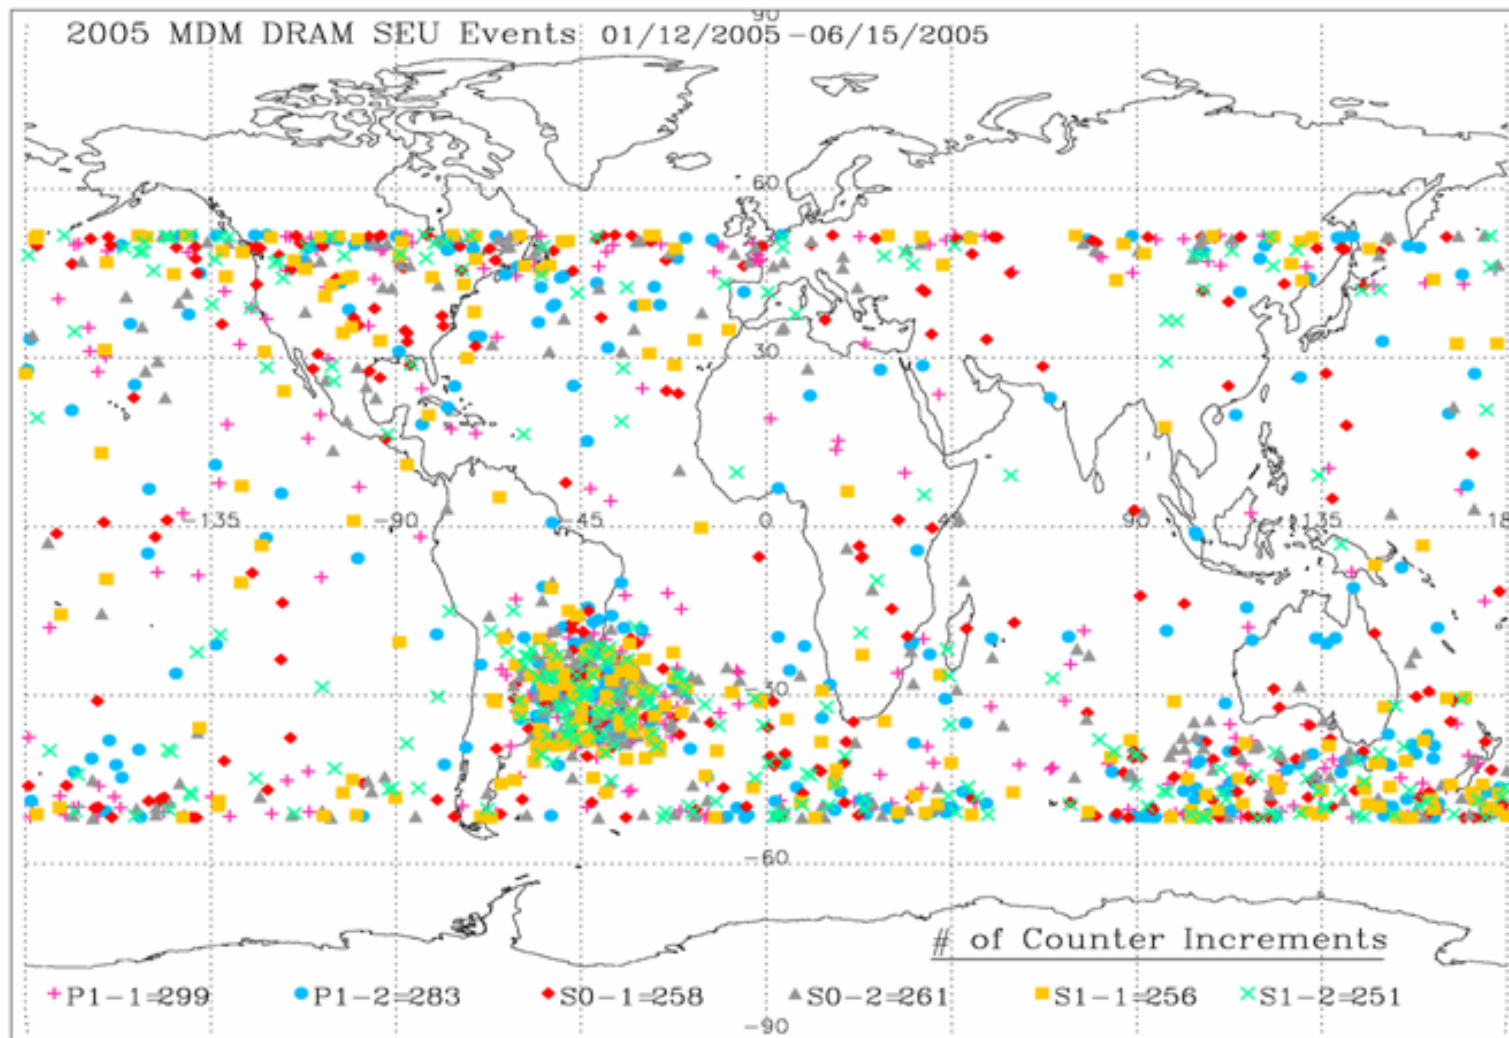 90
2005 MDM DRAM SEU Events 01/12/2005-06/15/2005
60
30
-135 -90 -45 0 45 90 135 18
-30
-60
# of Counter Increments
P1-1=299 P1-2=283 S0-1=258 S0-2=261 S1-1=256 S1-2=251
-90